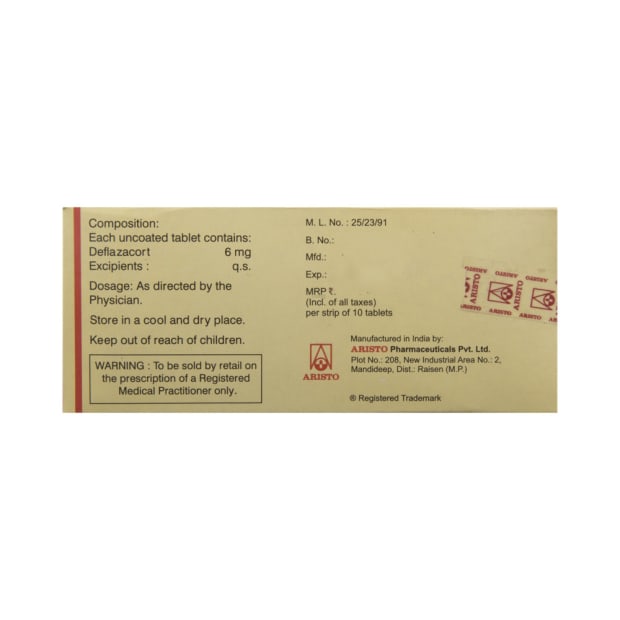 Composition:
Each uncoated tablet contains:
Deflazacort 6 mg
Excipients : q.s.
Dosage: As directed by the
Physician.
Store in a cool and dry place.
Keep out of reach of children.
WARNING : To be sold by retail on
the prescription of a Registered
Medical Practitioner only.
M. L. No. : 25/23/91
B. No.:
Mfd.:
Exp.:
MRP ₹.
(Incl. of all taxes)
per strip of 10 tablets
ARISTO
Manufactured in India by:
ARISTO Pharmaceuticals Pvt. Ltd.
Plot No.: 208, New Industrial Area No.: 2,
Mandideep, Dist.: Raisen (M.P.)
® Registered Trademark
ARISTO
ARISTO
ARISTO
ARISTO
ARISTO
ARISTO
ARISTO
ARISTO